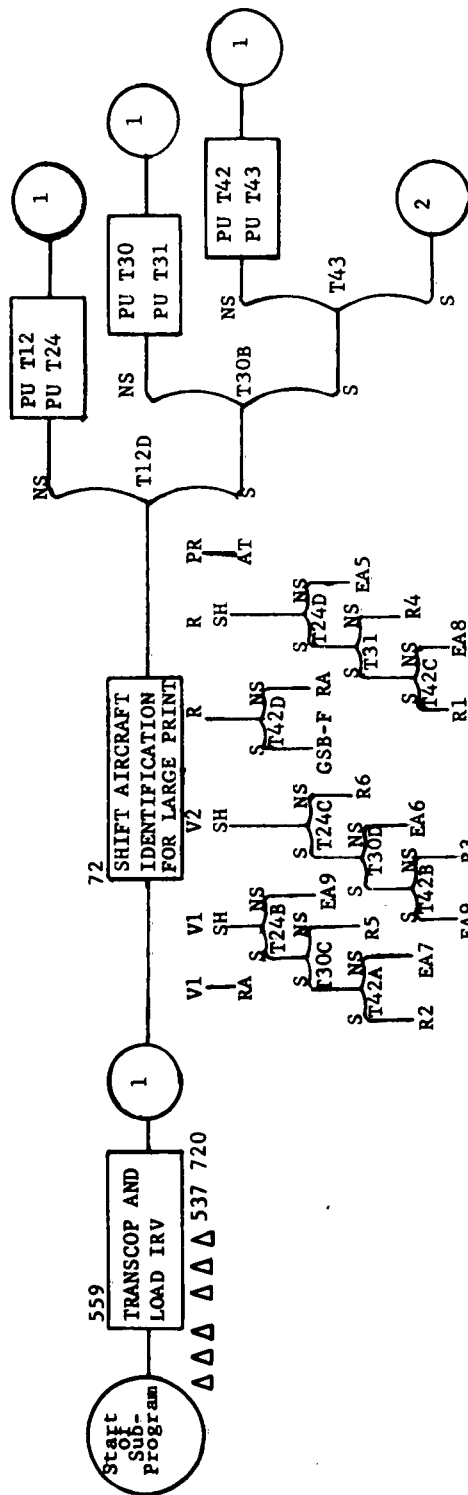 Start
Of
Sub-
Program
559
TRANSCOP AND
LOAD IRV
Δ Δ Δ Δ Δ Δ Δ 537 720
1
72
SHIFT AIRCRAFT
IDENTIFICATION
FOR LARGE PRINT
V1
RA
V1
SH
S T24B NS
EA9
S T30C NS
R5
S T42A NS
R2
EA7
V2
SH
S T24C NS
R6
S T30D NS
EA6
S T42B NS
EA9
R3
R
S T42D NS
GSB-F
RA
R
SH
S T24D NS
EA5
S T31 NS
R4
S T42C NS
R1
EA8
PR
AT
T12D
NS
PU T12
PU T24
1
S
T30B
NS
PU T30
PU T31
1
S
T43
NS
PU T42
PU T43
1
S
2